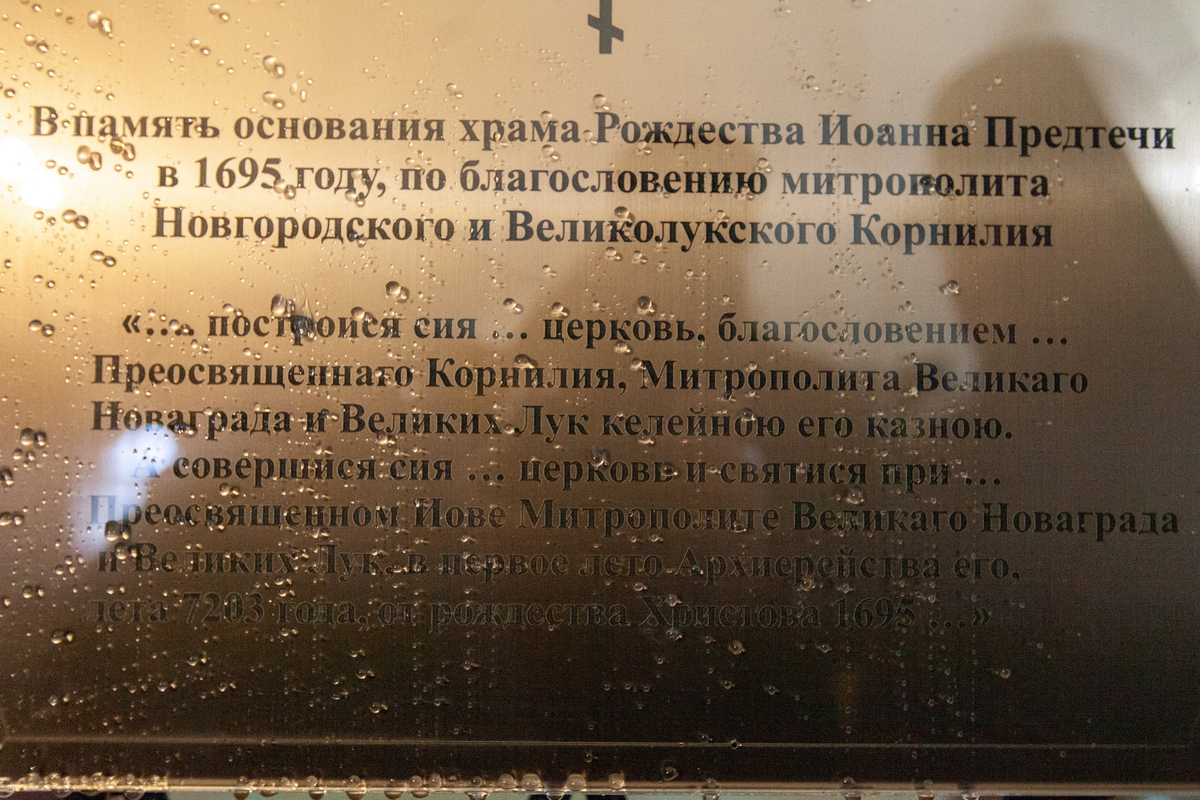 В память основания храма Рождества Иоанна Предтечи
в 1695 году, по благословению митрополита
Новгородского и Великолукского Корнилия
«…. построися сия … церковь, благословением …
Преосвященнаго Корнилия, Митрополита Великаго
Новаграда и Великих Лук келейною его казною.
А совершися сия … церковь и святися при …
Преосвященном Иове Митрополите Великаго Новаграда
и Великих Лук, в первое лето Архиерейства его,
лета 7203 года, от рождества Христова 1695 …»